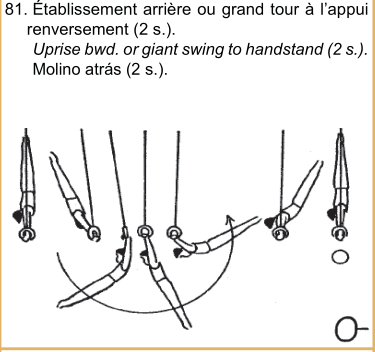 81. Établissement arrière ou grand tour à l’appui
renversement (2 s.).
Uprise bwd. or giant swing to handstand (2 s.).
Molino atrás (2 s.).